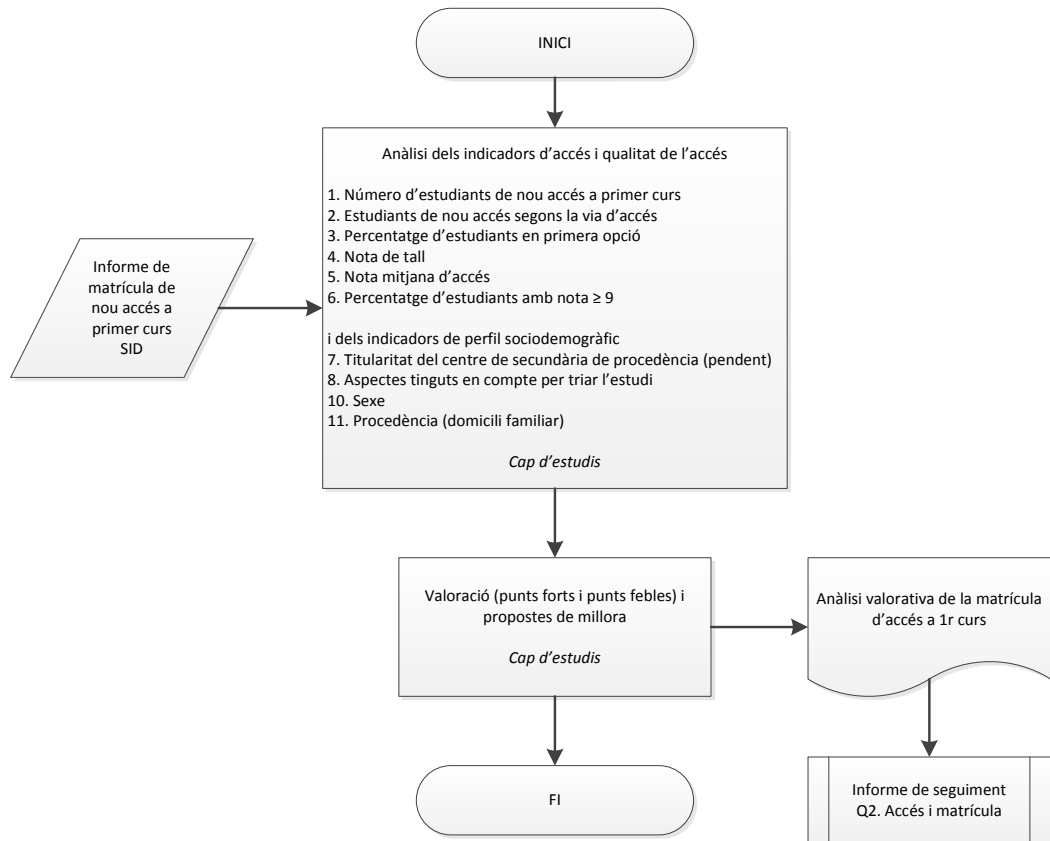 INICI
Anàlisi dels indicadors d’accés i qualitat de l’accés
1. Número d’estudiants de nou accés a primer curs
2. Estudiants de nou accés segons la via d’accés
3. Percentatge d’estudiants en primera opció
4. Nota de tall
5. Nota mitjana d’accés
6. Percentatge d’estudiants amb nota ≥ 9
i dels indicadors de perfil sociodemogràfic
7. Titularitat del centre de secundària de procedència (pendent)
8. Aspectes tinguts en compte per triar l’estudi
10. Sexe
11. Procedència (domicili familiar)
Cap d’estudis
Informe de
matrícula de
nou accés a
primer curs
SID
Valoració (punts forts i punts febles) i
propostes de millora
Cap d’estudis
Anàlisi valorativa de la matrícula
d’accés a 1r curs
FI
Informe de seguiment
Q2. Accés i matrícula